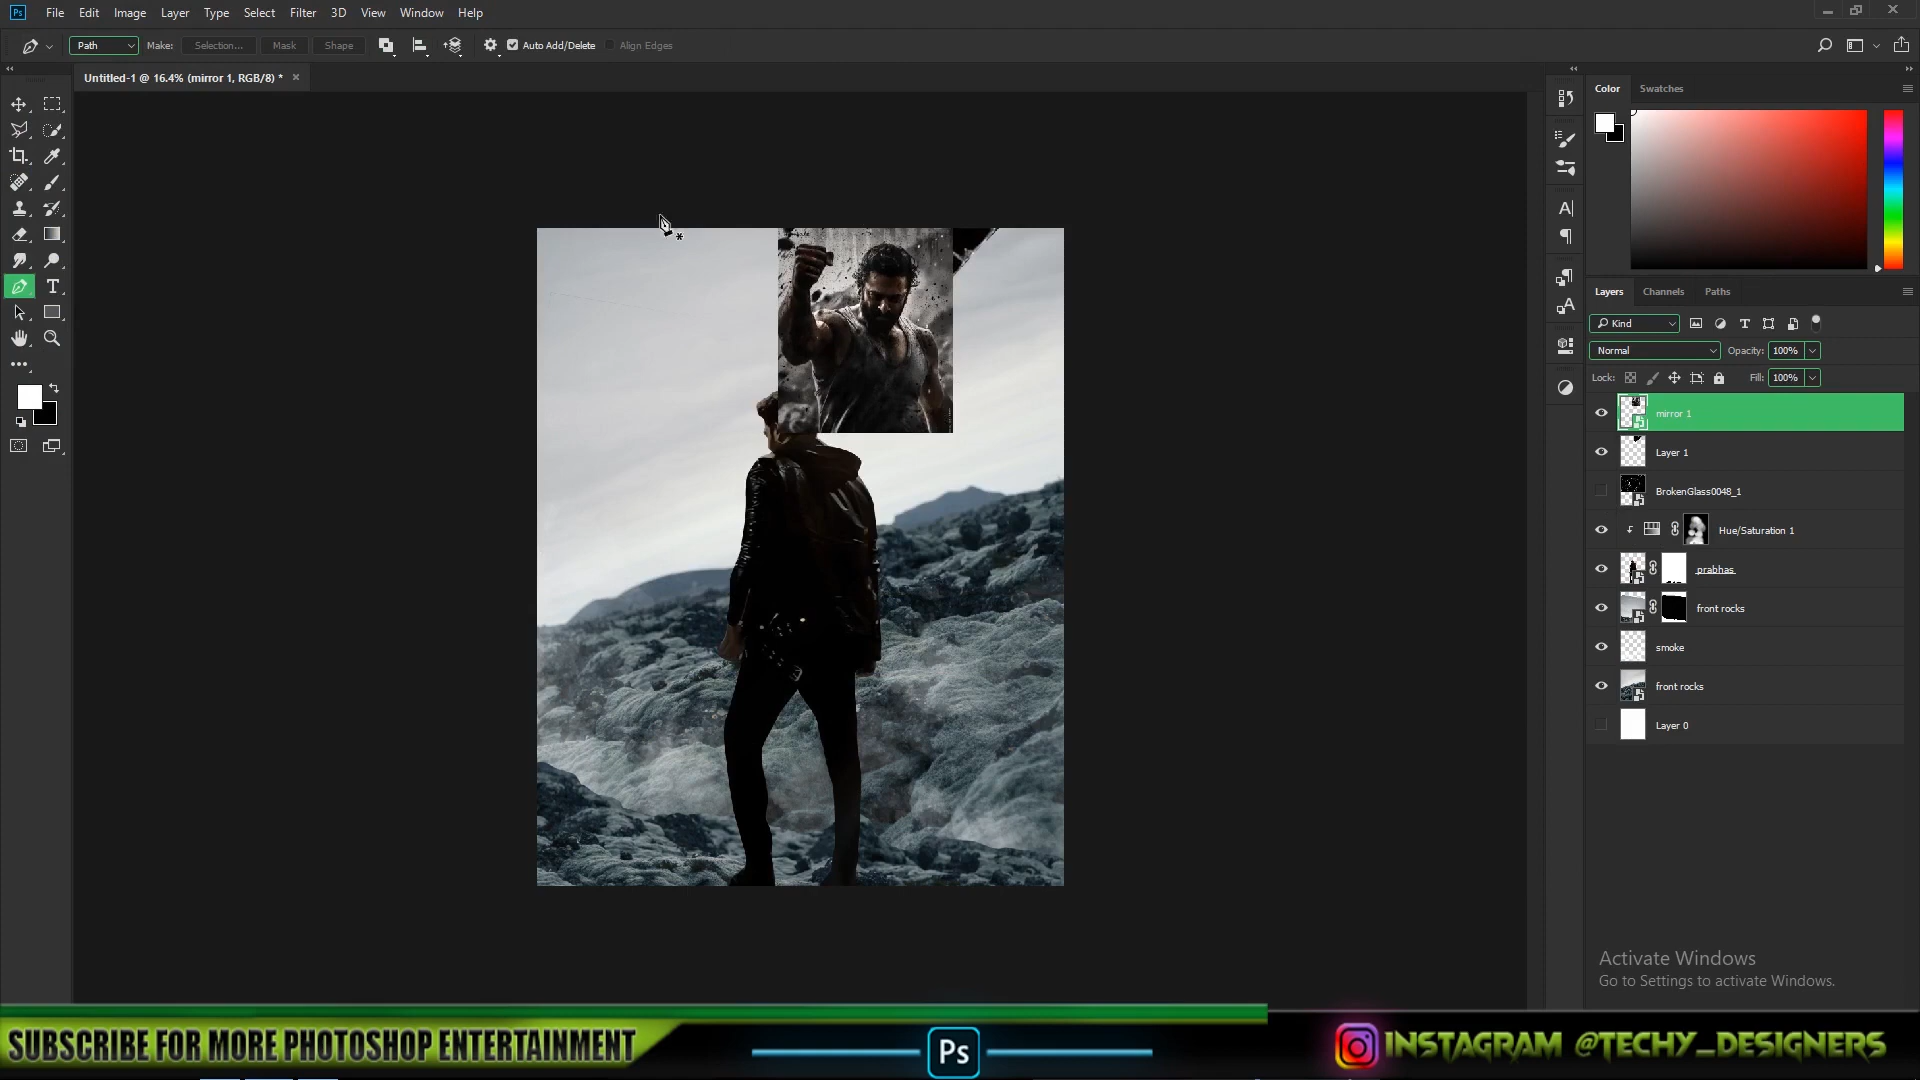 Ps File Edit Image Layer Type Select Filter 3D View Window Help
Path Make: Selection... Mask Shape Auto Add/Delete Align Edges
Untitled-1 @ 16.4% (mirror 1, RGB/8) *
Color Swatches
Layers Channels Paths
Kind
Normal Opacity: 100%
Lock: Fill: 100%
mirror 1
Layer 1
BrokenGlass0048_1
Hue/Saturation 1
prabhas
front rocks
smoke
front rocks
Layer 0
Activate Windows
Go to Settings to activate Windows.
SUBSCRIBE FOR MORE PHOTOSHOP ENTERTAINMENT
Ps
INSTAGRAM @TECHY_DESIGNERS